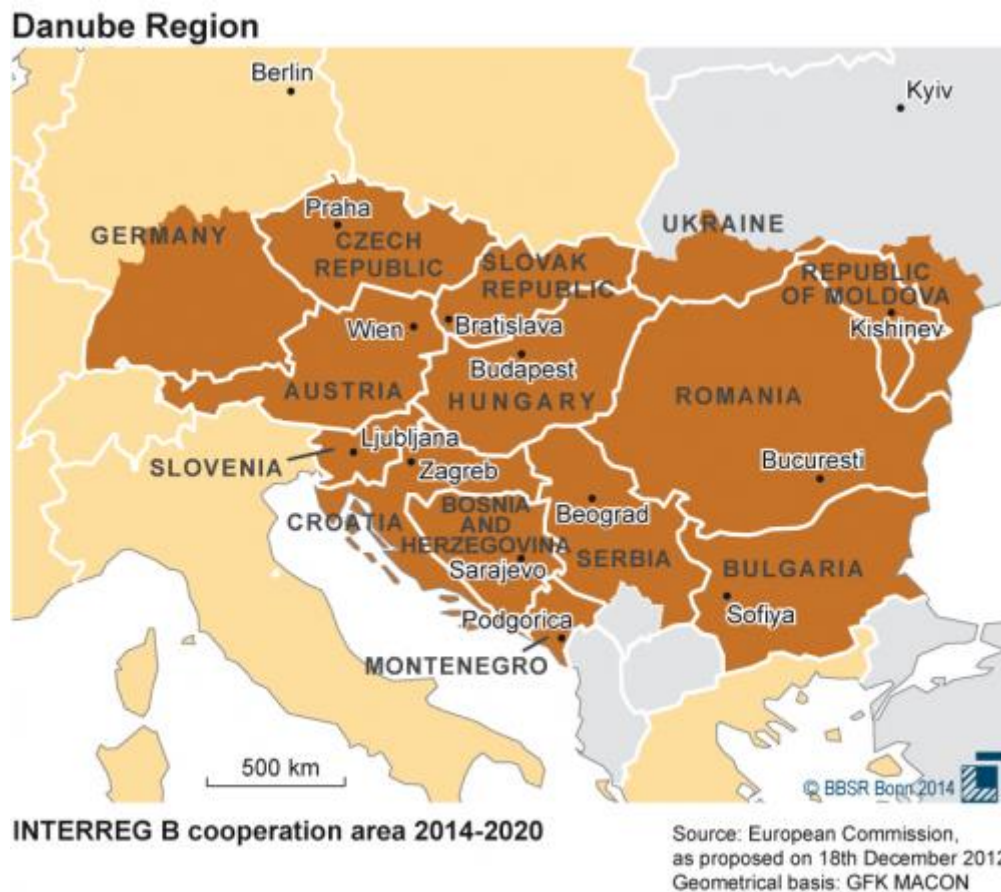 Danube Region
Berlin
Kyiv
Praha
GERMANY
CZECH
REPUBLIC
UKRAINE
SLOVAK
REPUBLIC
REPUBLIC
OF MOLDOVA
Kishinev
Wien
Bratislava
Budapest
AUSTRIA
HUNGARY
ROMANIA
Ljubljana
SLOVENIA
Zagreb
Bucuresti
CROATIA
BOSNIA
AND
HERZEGOVINA
Beograd
SERBIA
BULGARIA
Sarajevo
Sofiya
Podgorica
MONTENEGRO
500 km
© BBSR Bonn 2014
INTERREG B cooperation area 2014-2020
Source: European Commission,
as proposed on 18th December 2012
Geometrical basis: GFK MACON